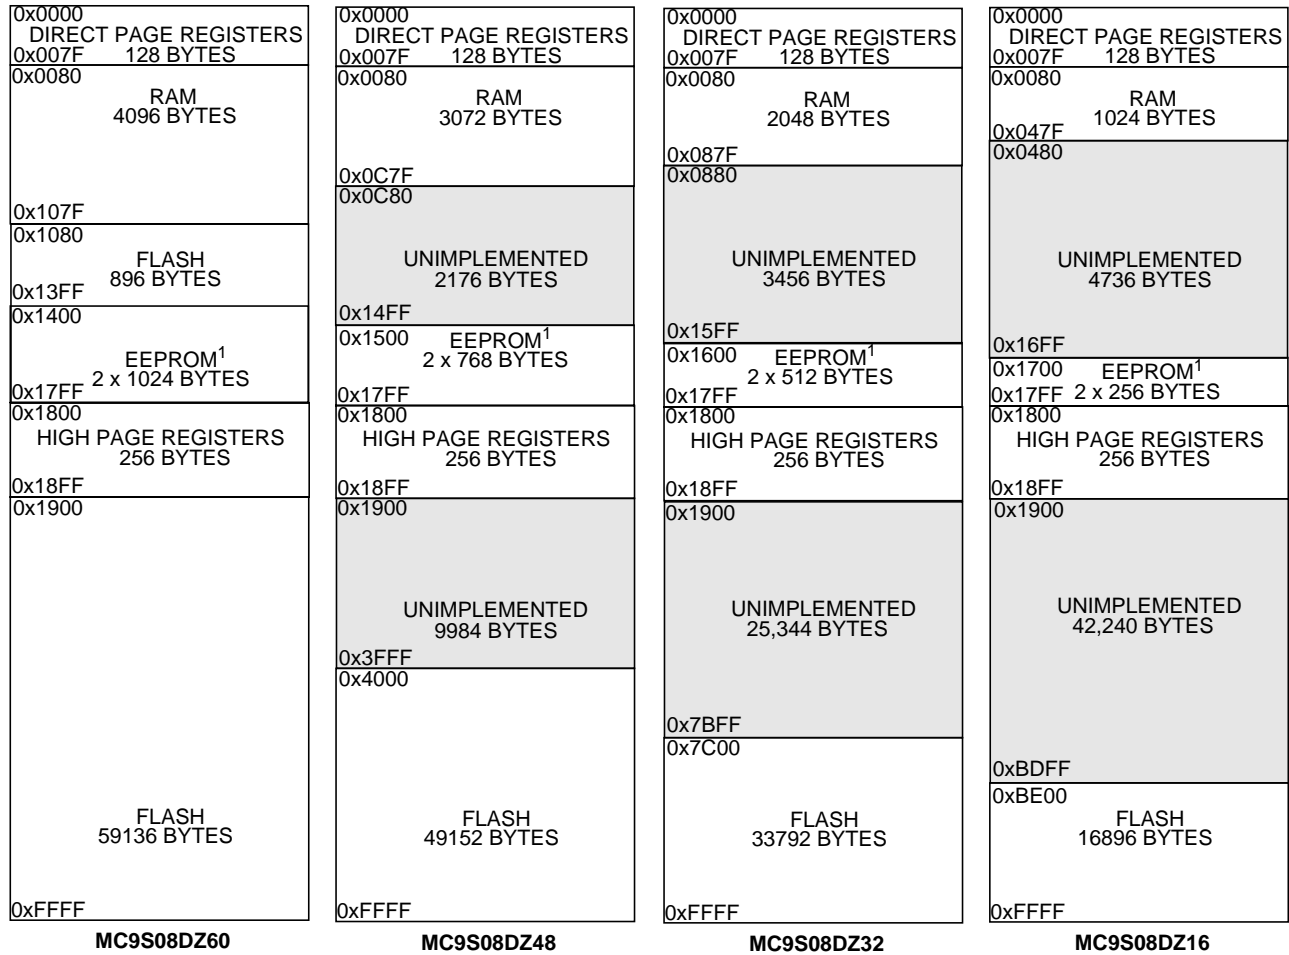 0x0000
DIRECT PAGE REGISTERS
0x007F 128 BYTES
0x0080
RAM
4096 BYTES
0x107F
0x1080
FLASH
896 BYTES
0x13FF
0x1400
EEPROM1
2 x 1024 BYTES
0x17FF
0x1800
HIGH PAGE REGISTERS
256 BYTES
0x18FF
0x1900
FLASH
59136 BYTES
0xFFFF
MC9S08DZ60
0x0000
DIRECT PAGE REGISTERS
0x007F 128 BYTES
0x0080
RAM
3072 BYTES
0x0C7F
0x0C80
UNIMPLEMENTED
2176 BYTES
0x14FF
0x1500 EEPROM1
2 x 768 BYTES
0x17FF
0x1800
HIGH PAGE REGISTERS
256 BYTES
0x18FF
0x1900
UNIMPLEMENTED
9984 BYTES
0x3FFF
0x4000
FLASH
49152 BYTES
0xFFFF
MC9S08DZ48
0x0000
DIRECT PAGE REGISTERS
0x007F 128 BYTES
0x0080
RAM
2048 BYTES
0x087F
0x0880
UNIMPLEMENTED
3456 BYTES
0x15FF
0x1600 EEPROM1
2 x 512 BYTES
0x17FF
0x1800
HIGH PAGE REGISTERS
256 BYTES
0x18FF
0x1900
UNIMPLEMENTED
25,344 BYTES
0x7BFF
0x7C00
FLASH
33792 BYTES
0xFFFF
MC9S08DZ32
0x0000
DIRECT PAGE REGISTERS
0x007F 128 BYTES
0x0080
RAM
1024 BYTES
0x047F
0x0480
UNIMPLEMENTED
4736 BYTES
0x16FF
0x1700 EEPROM1
0x17FF 2 x 256 BYTES
0x1800
HIGH PAGE REGISTERS
256 BYTES
0x18FF
0x1900
UNIMPLEMENTED
42,240 BYTES
0xBDFF
0xBE00
FLASH
16896 BYTES
0xFFFF
MC9S08DZ16